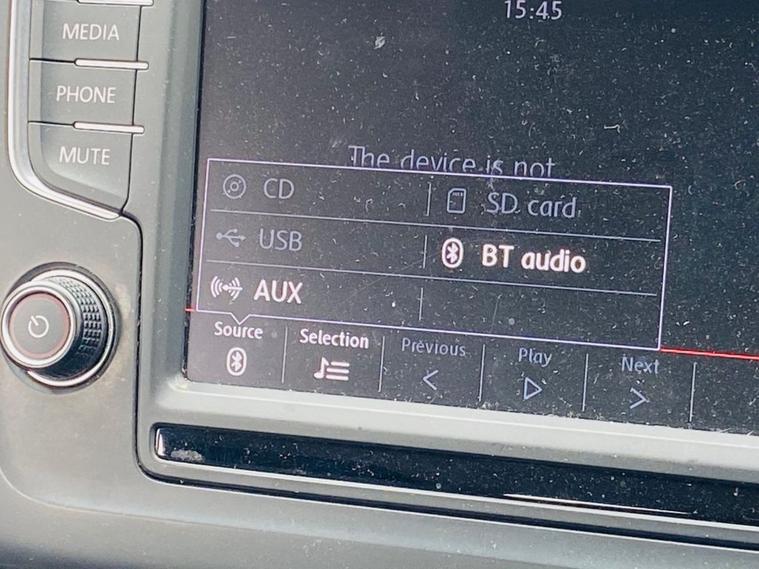 15:45
MEDIA
PHONE
MUTE
The device is not
CD
SD card
USB
BT audio
AUX
Source
Selection
Previous
Play
Next